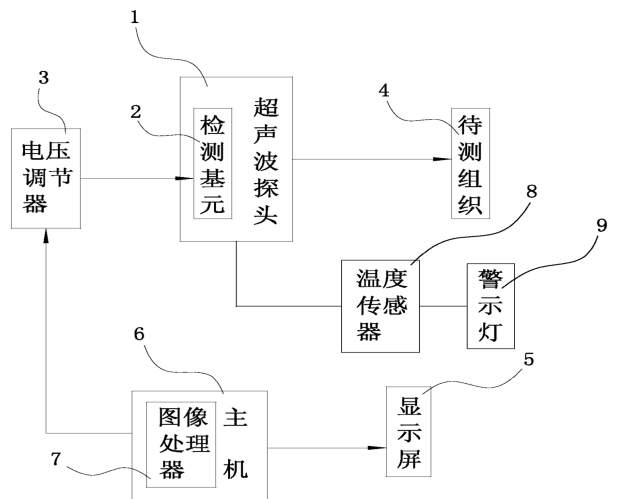 1
3
电压
调节
器
2
检
测
基
元
超
声
波
探
头
4
待
测
组
织
8
温度
传感
器
9
警
示
灯
6
图像
处理
器
7
主
机
5
显
示
屏